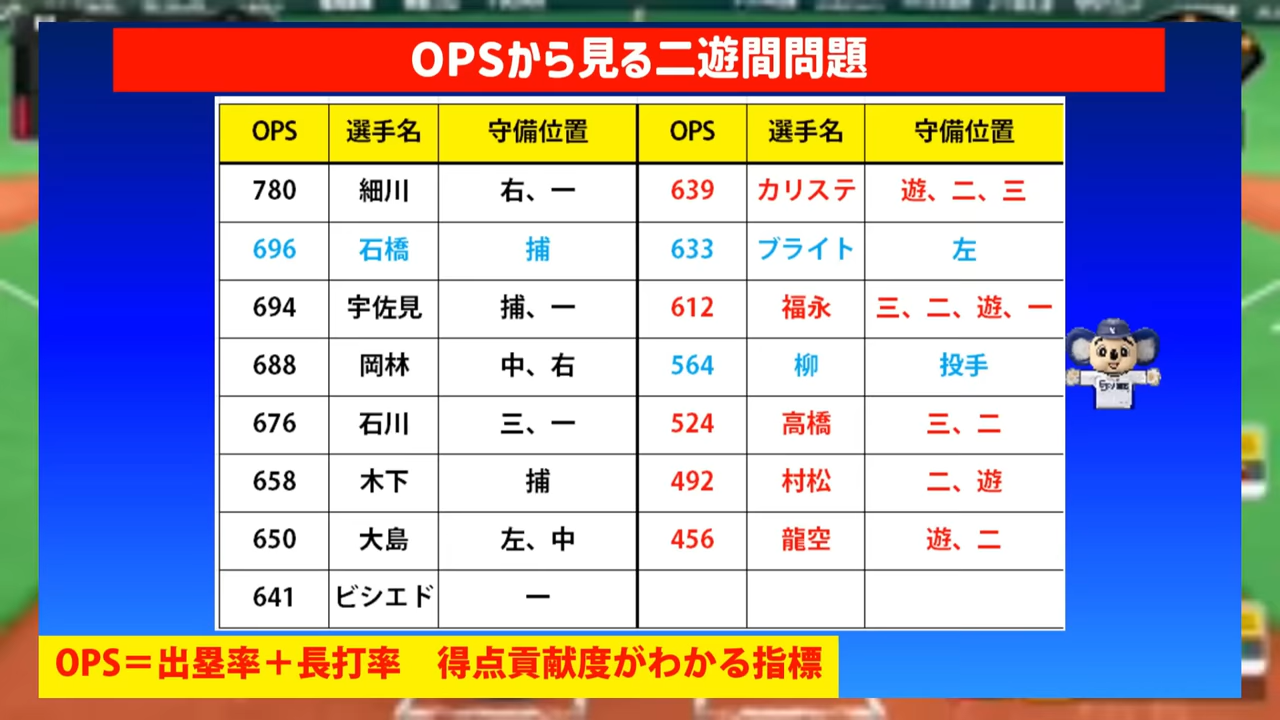 OPSから見る二遊間問題
OPS 選手名 守備位置 OPS 選手名 守備位置
780 細川 右、一 639 カリステ 遊、二、三
696 石橋 捕 633 ブライト 左
694 宇佐見 捕、一 612 福永 三、二、遊、一
688 岡林 中、右 564 柳 投手
676 石川 三、一 524 高橋 三、二
658 木下 捕 492 村松 二、遊
650 大島 左、中 456 龍空 遊、二
641 ビシエド 一
OPS＝出塁率＋長打率　得点貢献度がわかる指標